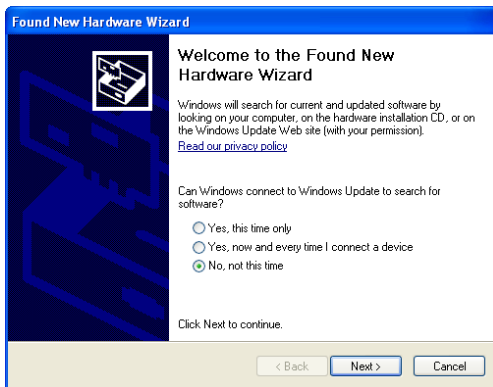 Found New Hardware Wizard
Welcome to the Found New
Hardware Wizard
Windows will search for current and updated software by
looking on your computer, on the hardware installation CD, or on
the Windows Update Web site (with your permission).
Read our privacy policy
Can Windows connect to Windows Update to search for
software?
Yes, this time only
Yes, now and every time I connect a device
No, not this time
Click Next to continue.
< Back Next > Cancel